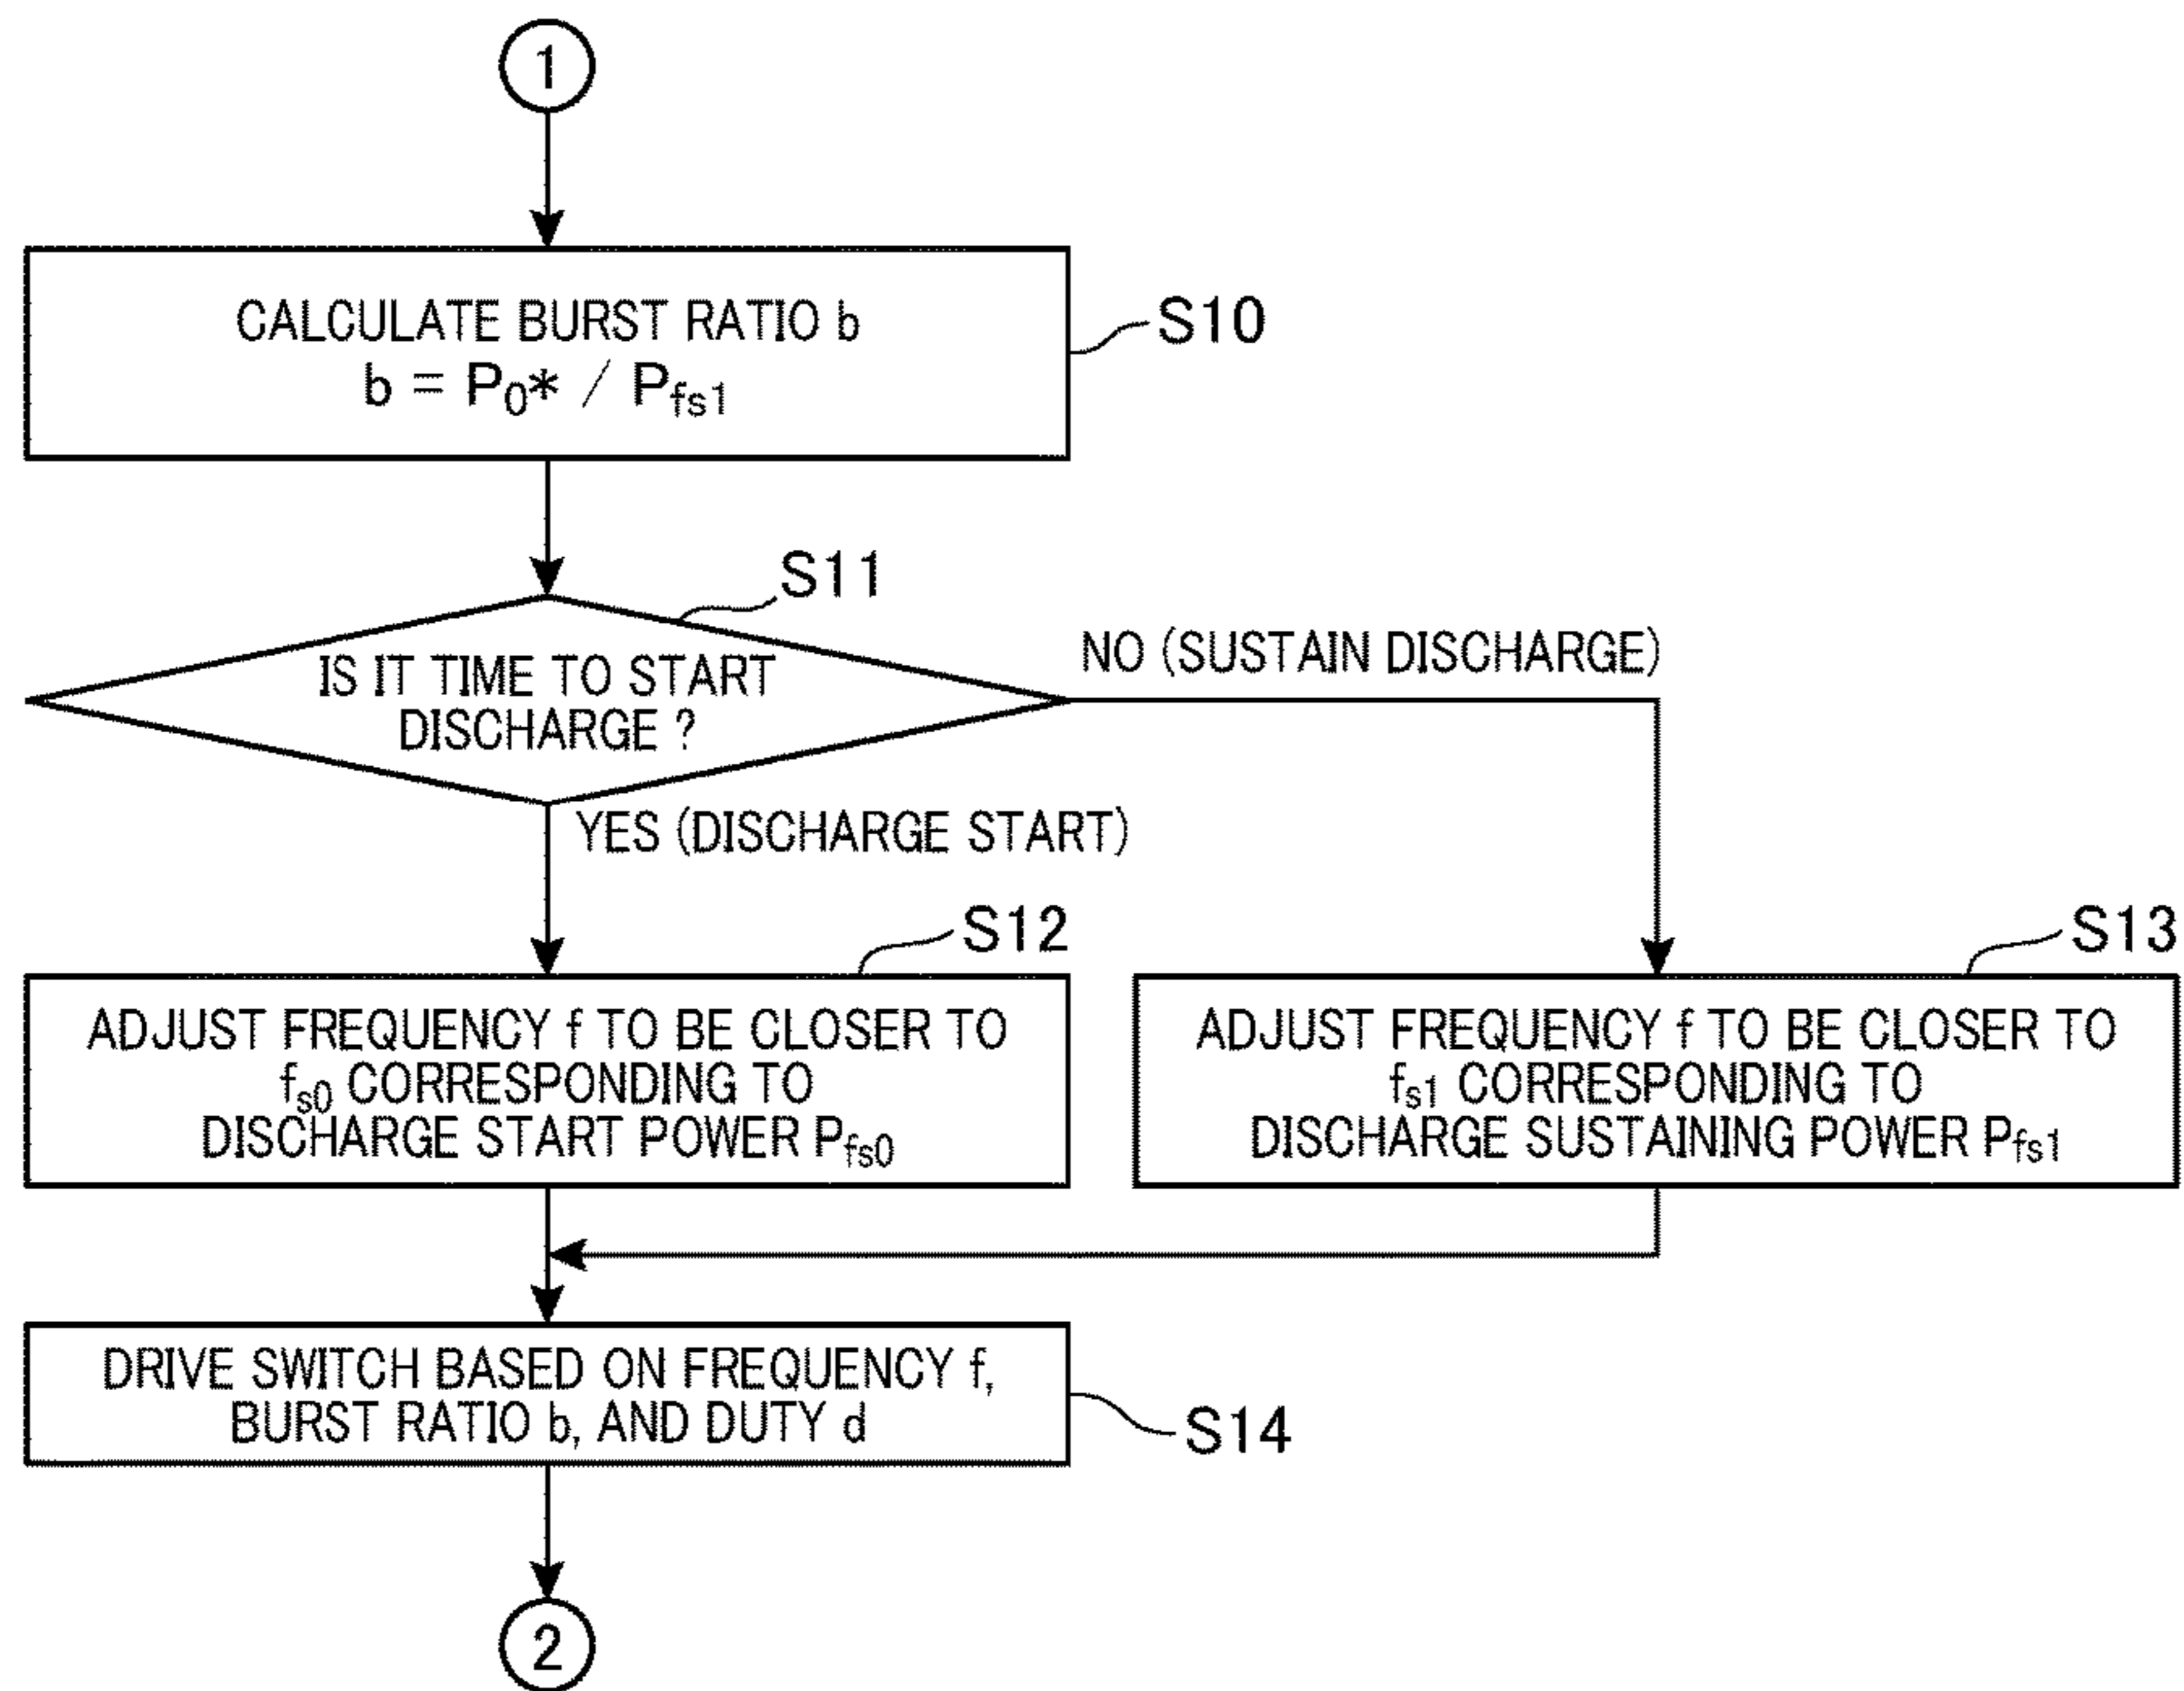 1
CALCULATE BURST RATIO b
b = P0* / Pfs1
S10
S11
IS IT TIME TO START
DISCHARGE ?
NO (SUSTAIN DISCHARGE)
YES (DISCHARGE START)
S12
ADJUST FREQUENCY f TO BE CLOSER TO
fs0 CORRESPONDING TO
DISCHARGE START POWER Pfs0
S13
ADJUST FREQUENCY f TO BE CLOSER TO
fs1 CORRESPONDING TO
DISCHARGE SUSTAINING POWER Pfs1
DRIVE SWITCH BASED ON FREQUENCY f,
BURST RATIO b, AND DUTY d
S14
2